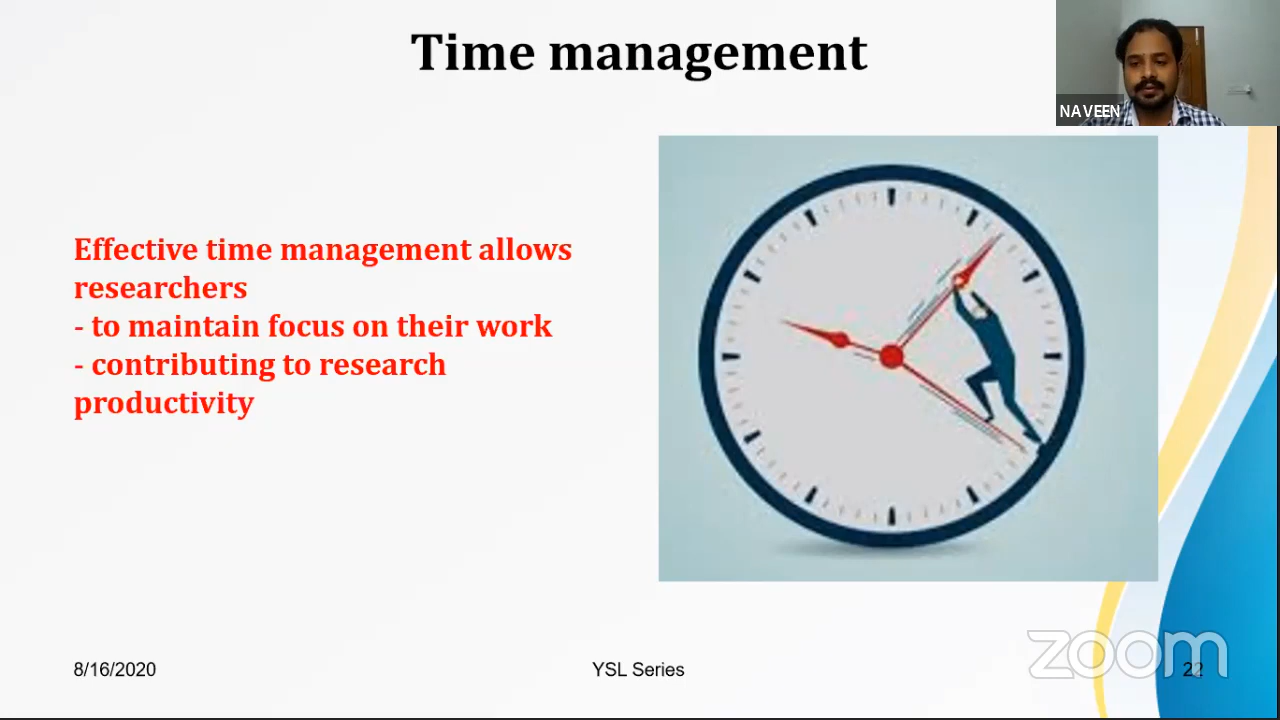 Time management
NAVEEN
Effective time management allows
researchers
- to maintain focus on their work
- contributing to research
productivity
8/16/2020
YSL Series
zoom
22